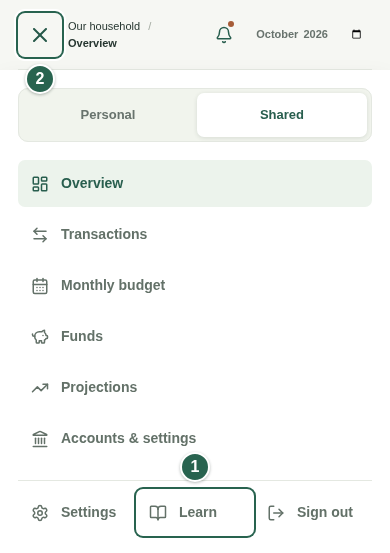 Our household /
Overview
October 2026
2
Personal Shared
Overview
Transactions
Monthly budget
Funds
Projections
Accounts & settings
1
Settings Learn Sign out